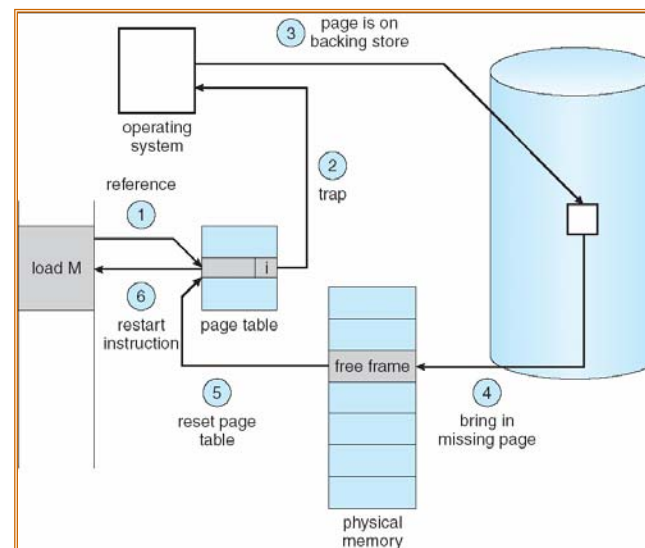 3
page is on
backing store
operating
system
2
trap
reference
1
load M
i
6
restart
instruction
page table
free frame
5
reset page
table
4
bring in
missing page
physical
memory